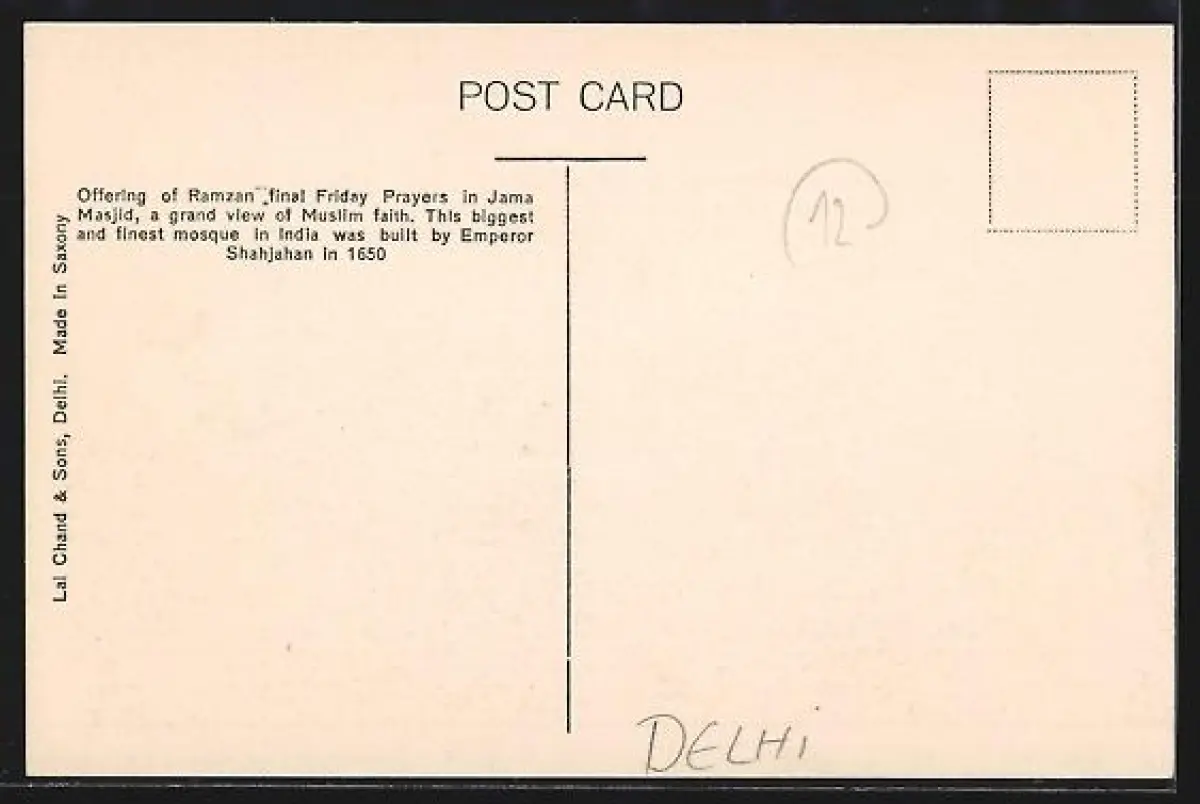 POST CARD
Offering of Ramzan final Friday Prayers in Jama
Masjid, a grand view of Muslim faith. This biggest
and finest mosque in India was built by Emperor
Shahjahan in 1650
Lal Chand & Sons, Delhi. Made in Saxony
12
DELHi